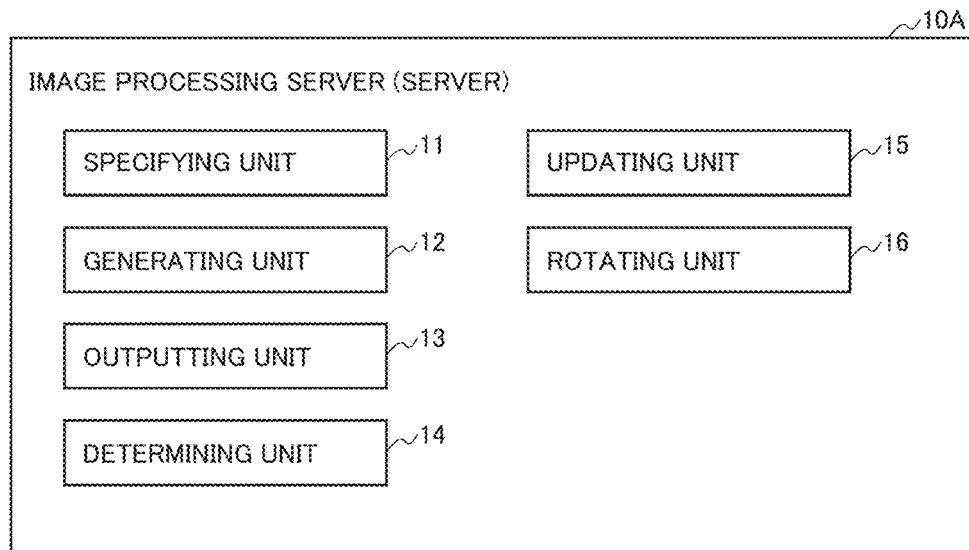 10A
IMAGE PROCESSING SERVER (SERVER)
SPECIFYING UNIT 11
GENERATING UNIT 12
OUTPUTTING UNIT 13
DETERMINING UNIT 14
UPDATING UNIT 15
ROTATING UNIT 16